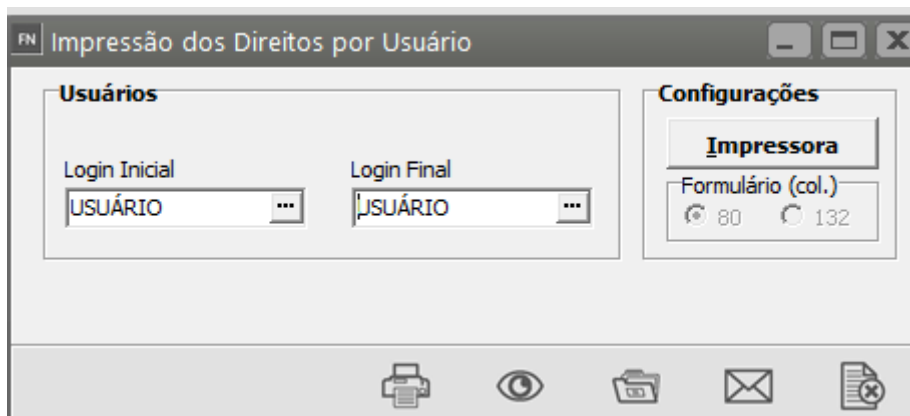 FN Impressão dos Direitos por Usuário
Usuários
Login Inicial
USUÁRIO ...
Login Final
USUÁRIO ...
Configurações
Impressora
Formulário (col.)
80 132